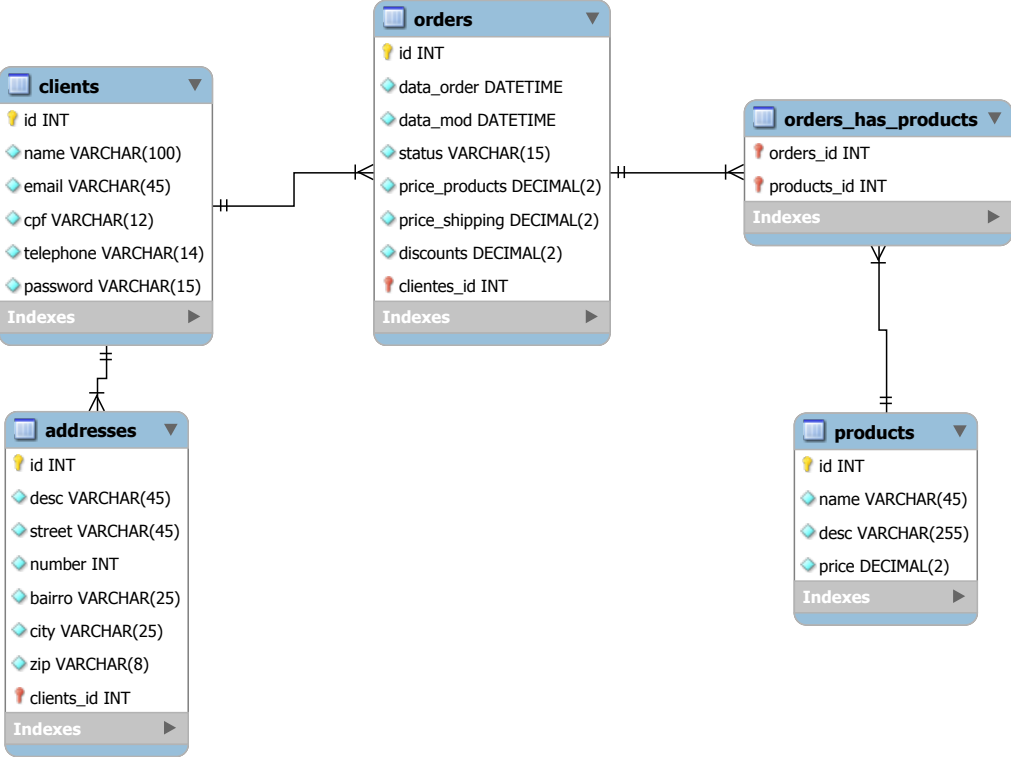 clients
id INT
name VARCHAR(100)
email VARCHAR(45)
cpf VARCHAR(12)
telephone VARCHAR(14)
password VARCHAR(15)
Indexes
orders
id INT
data_order DATETIME
data_mod DATETIME
status VARCHAR(15)
price_products DECIMAL(2)
price_shipping DECIMAL(2)
discounts DECIMAL(2)
clientes_id INT
Indexes
orders_has_products
orders_id INT
products_id INT
Indexes
addresses
id INT
desc VARCHAR(45)
street VARCHAR(45)
number INT
bairro VARCHAR(25)
city VARCHAR(25)
zip VARCHAR(8)
clients_id INT
Indexes
products
id INT
name VARCHAR(45)
desc VARCHAR(255)
price DECIMAL(2)
Indexes